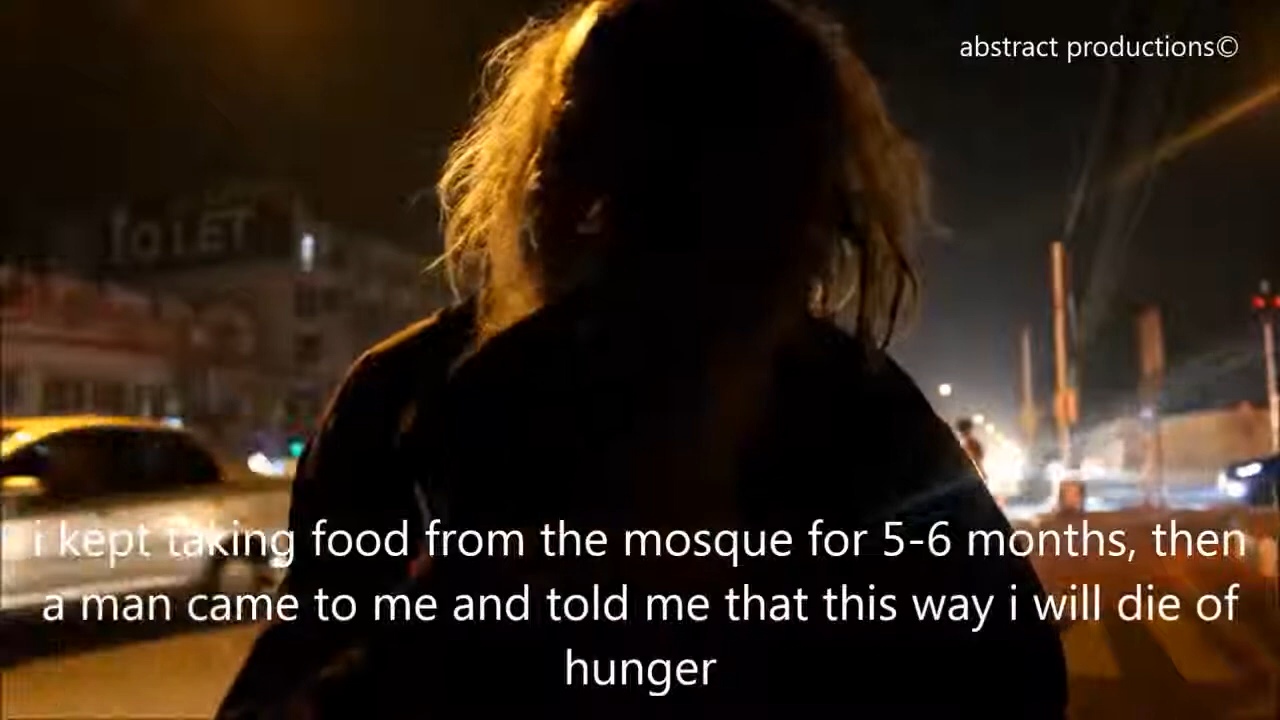 abstract productions©
TOLET
i kept taking food from the mosque for 5-6 months, then
a man came to me and told me that this way i will die of
hunger